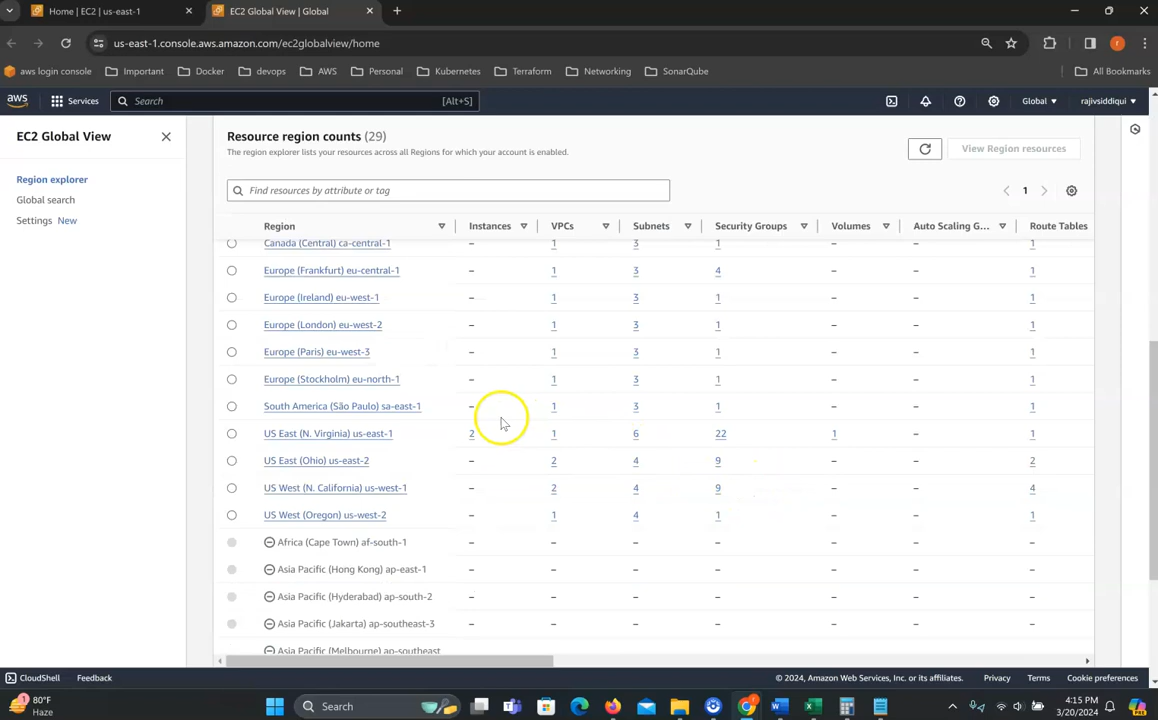 Home | EC2 | us-east-1
EC2 Global View | Global
us-east-1.console.aws.amazon.com/ec2globalview/home
aws login console Important Docker devops AWS Personal Kubernetes Terraform Networking SonarQube All Bookmarks
aws Services Search [Alt+S] Global rajivsiddiqui
EC2 Global View
Region explorer
Global search
Settings New
Resource region counts (29)
The region explorer lists your resources across all Regions for which your account is enabled.
View Region resources
Find resources by attribute or tag
1
Region Instances VPCs Subnets Security Groups Volumes Auto Scaling G... Route Tables
Canada (Central) ca-central-1 – 1 3 1 – – 1
Europe (Frankfurt) eu-central-1 – 1 3 4 – – 1
Europe (Ireland) eu-west-1 – 1 3 1 – – 1
Europe (London) eu-west-2 – 1 3 1 – – 1
Europe (Paris) eu-west-3 – 1 3 1 – – 1
Europe (Stockholm) eu-north-1 – 1 3 1 – – 1
South America (São Paulo) sa-east-1 – 1 3 1 – – 1
US East (N. Virginia) us-east-1 2 1 6 22 1 – 1
US East (Ohio) us-east-2 – 2 4 9 – – 2
US West (N. California) us-west-1 – 2 4 9 – – 4
US West (Oregon) us-west-2 – 1 4 1 – – 1
Africa (Cape Town) af-south-1 – – – – – – –
Asia Pacific (Hong Kong) ap-east-1 – – – – – – –
Asia Pacific (Hyderabad) ap-south-2 – – – – – – –
Asia Pacific (Jakarta) ap-southeast-3 – – – – – – –
Asia Pacific (Melbourne) ap-southeast
CloudShell Feedback © 2024, Amazon Web Services, Inc. or its affiliates. Privacy Terms Cookie preferences
1
80°F
Haze
Search
4:15 PM
3/20/2024